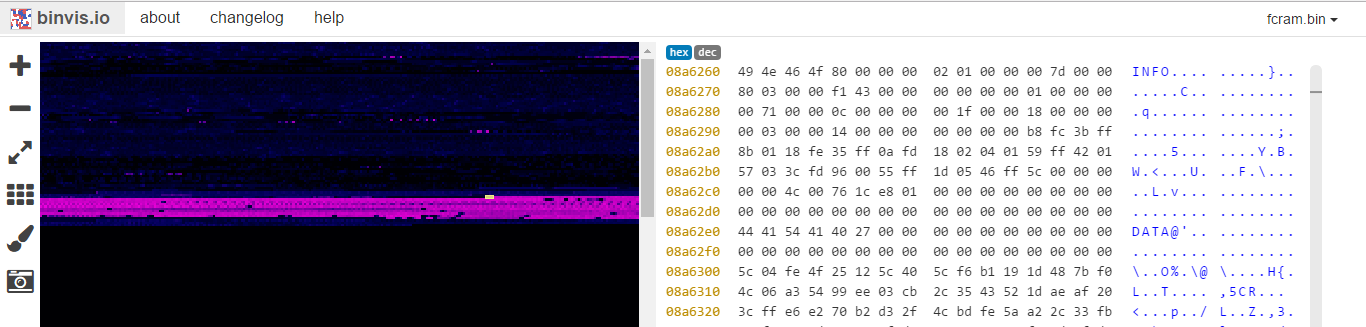 binvis.io about changelog help fcram.bin
hex dec
08a6260 49 4e 46 4f 80 00 00 00 02 01 00 00 00 7d 00 00 INFO.... .....}..
08a6270 80 03 00 00 f1 43 00 00 00 00 00 00 01 00 00 00 .....C.. ........
08a6280 00 71 00 00 0c 00 00 00 00 1f 00 00 18 00 00 00 .q...... ........
08a6290 00 03 00 00 14 00 00 00 00 00 00 00 b8 fc 3b ff ........ ......;.
08a62a0 8b 01 18 fe 35 ff 0a fd 18 02 04 01 59 ff 42 01 ....5... ....Y.B.
08a62b0 57 03 3c fd 96 00 55 ff 1d 05 46 ff 5c 00 00 00 W.<...U. ..F.\...
08a62c0 00 00 4c 00 76 1c e8 01 00 00 00 00 00 00 00 00 ..L.v... ........
08a62d0 00 00 00 00 00 00 00 00 00 00 00 00 00 00 00 00 ........ ........
08a62e0 44 41 54 41 40 27 00 00 00 00 00 00 00 00 00 00 DATA@'.. ........
08a62f0 00 00 00 00 00 00 00 00 00 00 00 00 00 00 00 00 ........ ........
08a6300 5c 04 fe 4f 25 12 5c 40 5c f6 b1 19 1d 48 7b f0 \..O%.\@ \....H{.
08a6310 4c 06 a3 54 99 ee 03 cb 2c 35 43 52 1d ae af 20 L..T.... ,5CR...
08a6320 3c ff e6 e2 70 b2 d3 2f 4c bd fe 5a a2 2c 33 fb <...p../ L..Z.,3.